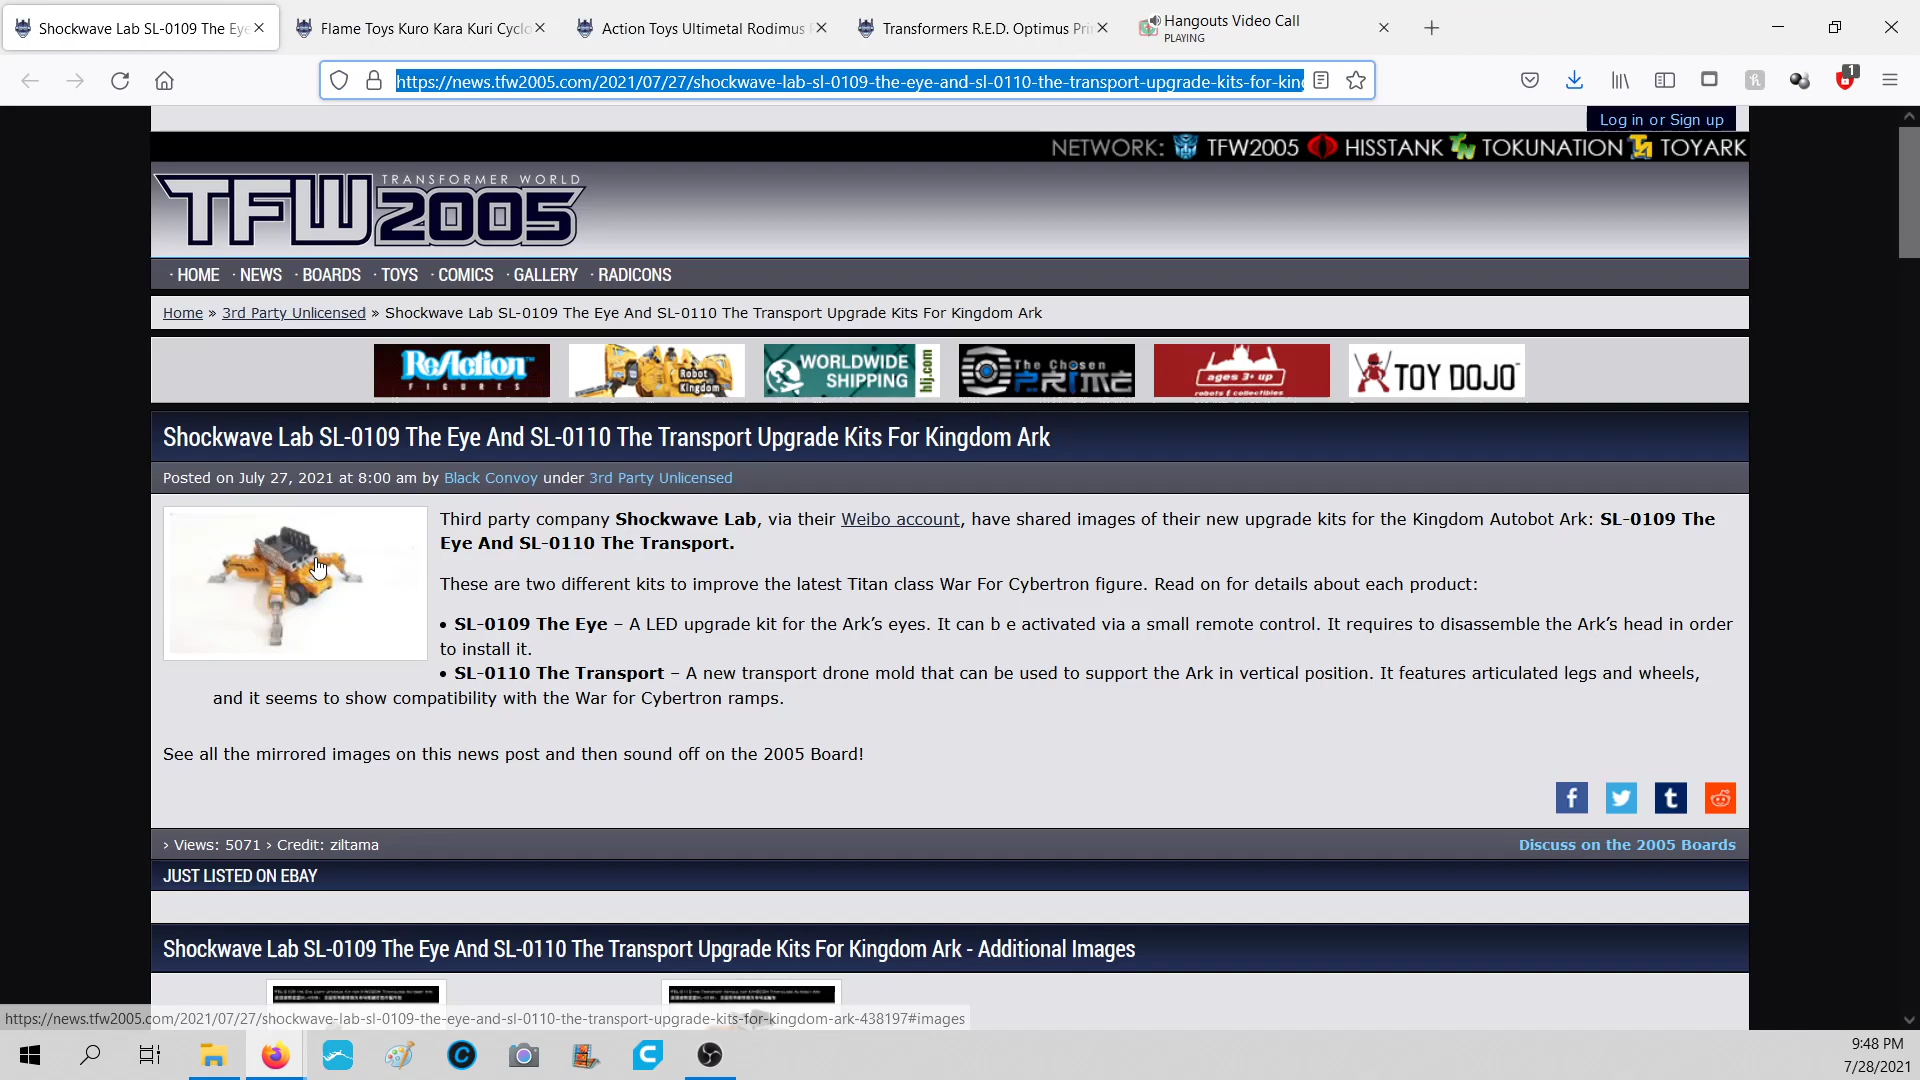 Shockwave Lab SL-0109 The Eye
Flame Toys Kuro Kara Kuri Cyclo
Action Toys Ultimetal Rodimus P
Transformers R.E.D. Optimus Pri
Hangouts Video Call
PLAYING
https://news.tfw2005.com/2021/07/27/shockwave-lab-sl-0109-the-eye-and-sl-0110-the-transport-upgrade-kits-for-king
1
Log in or Sign up
NETWORK: TFW2005 HISSTANK TOKUNATION TOYARK
TRANSFORMER WORLD
TFW2005
· HOME · NEWS · BOARDS · TOYS · COMICS · GALLERY · RADICONS
Home » 3rd Party Unlicensed » Shockwave Lab SL-0109 The Eye And SL-0110 The Transport Upgrade Kits For Kingdom Ark
ReAction
FIGURES
Robot
Kingdom
WORLDWIDE
SHIPPING
hlj.com
The Chosen
PRIME
ages 3+ up
robots & collectibles
TOY DOJO
Shockwave Lab SL-0109 The Eye And SL-0110 The Transport Upgrade Kits For Kingdom Ark
Posted on July 27, 2021 at 8:00 am by Black Convoy under 3rd Party Unlicensed
Third party company Shockwave Lab, via their Weibo account, have shared images of their new upgrade kits for the Kingdom Autobot Ark: SL-0109 The
Eye And SL-0110 The Transport.
These are two different kits to improve the latest Titan class War For Cybertron figure. Read on for details about each product:
• SL-0109 The Eye – A LED upgrade kit for the Ark's eyes. It can b e activated via a small remote control. It requires to disassemble the Ark's head in order
to install it.
• SL-0110 The Transport – A new transport drone mold that can be used to support the Ark in vertical position. It features articulated legs and wheels,
and it seems to show compatibility with the War for Cybertron ramps.
See all the mirrored images on this news post and then sound off on the 2005 Board!
› Views: 5071 › Credit: ziltama
Discuss on the 2005 Boards
JUST LISTED ON EBAY
Shockwave Lab SL-0109 The Eye And SL-0110 The Transport Upgrade Kits For Kingdom Ark - Additional Images
https://news.tfw2005.com/2021/07/27/shockwave-lab-sl-0109-the-eye-and-sl-0110-the-transport-upgrade-kits-for-kingdom-ark-438197#images
9:48 PM
7/28/2021